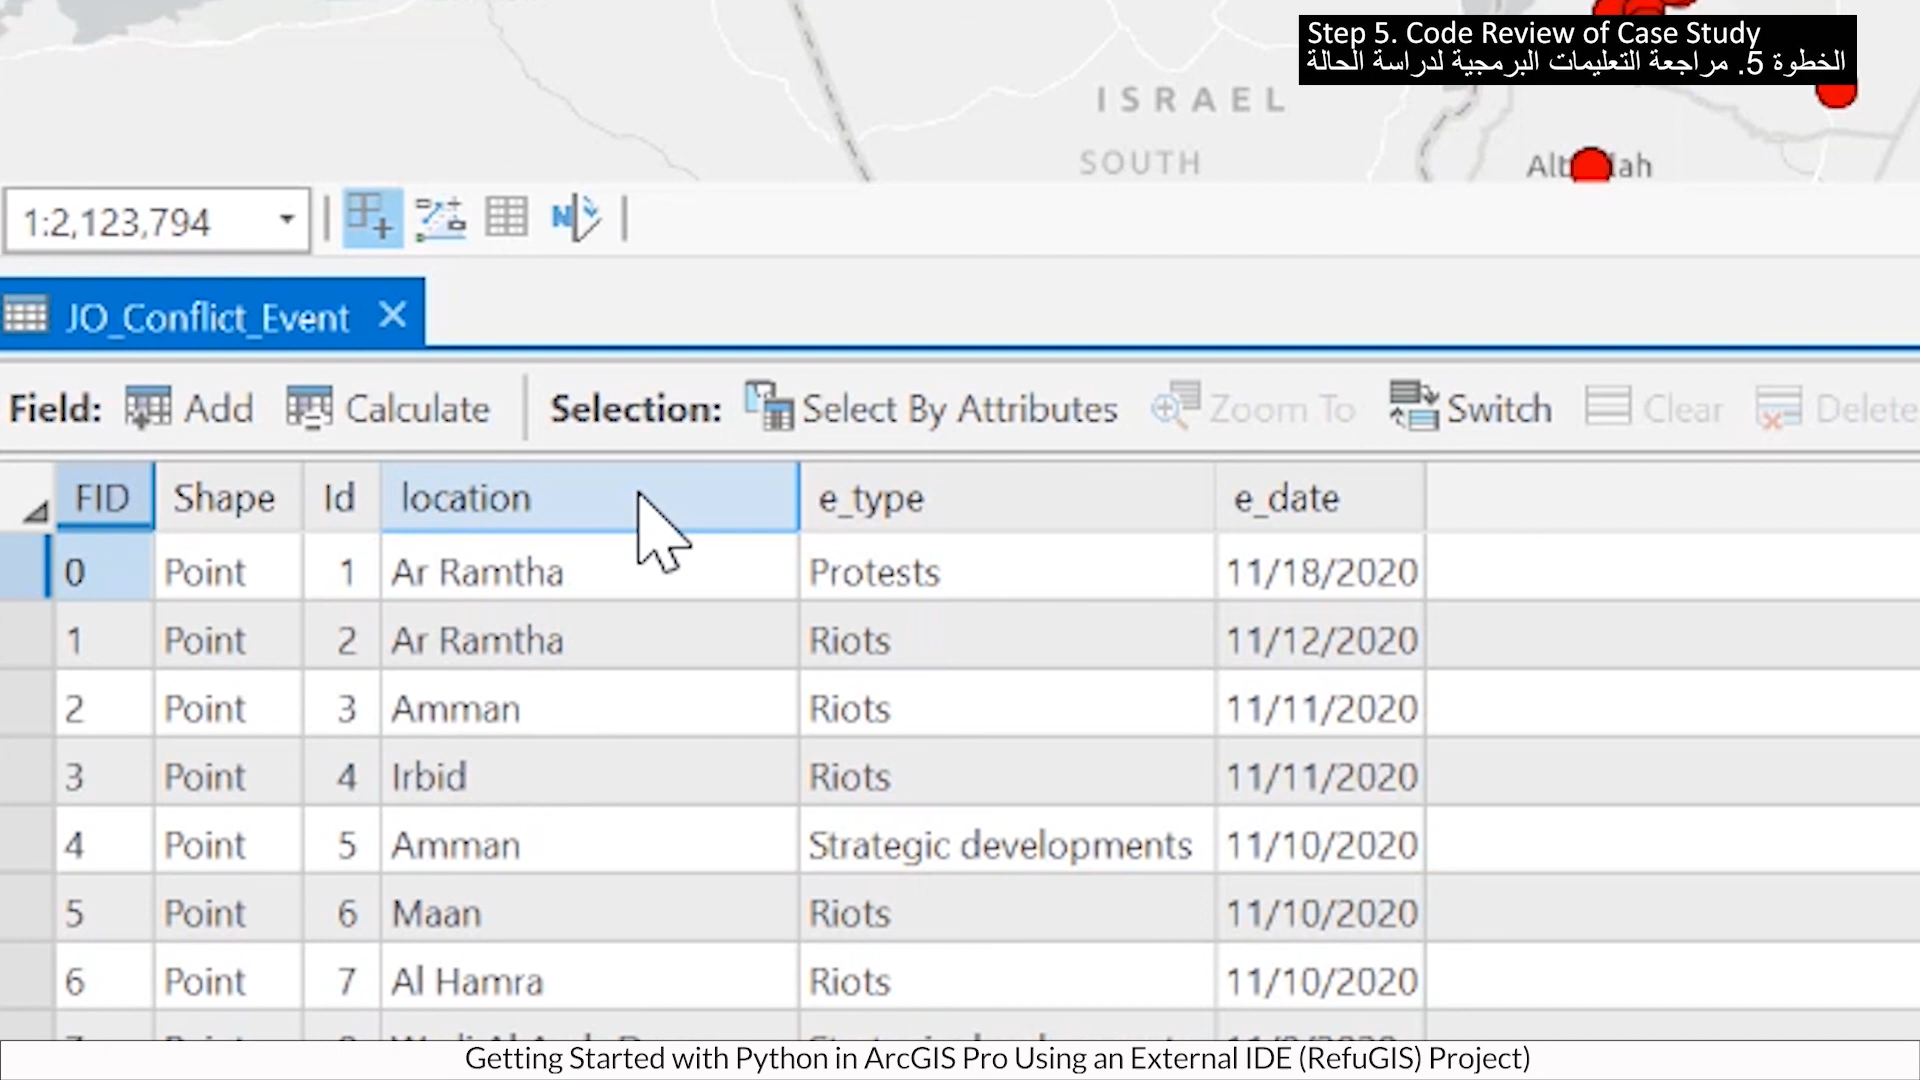 Step 5. Code Review of Case Study
الخطوة 5. مراجعة التعليمات البرمجية لدراسة الحالة
ISRAEL
SOUTH
1:2,123,794
JO_Conflict_Event
Field: Add Calculate Selection: Select By Attributes Zoom To Switch Clear Delete
FID Shape Id location e_type e_date
0 Point 1 Ar Ramtha Protests 11/18/2020
1 Point 2 Ar Ramtha Riots 11/12/2020
2 Point 3 Amman Riots 11/11/2020
3 Point 4 Irbid Riots 11/11/2020
4 Point 5 Amman Strategic developments 11/10/2020
5 Point 6 Maan Riots 11/10/2020
6 Point 7 Al Hamra Riots 11/10/2020
Getting Started with Python in ArcGIS Pro Using an External IDE (RefuGIS) Project)